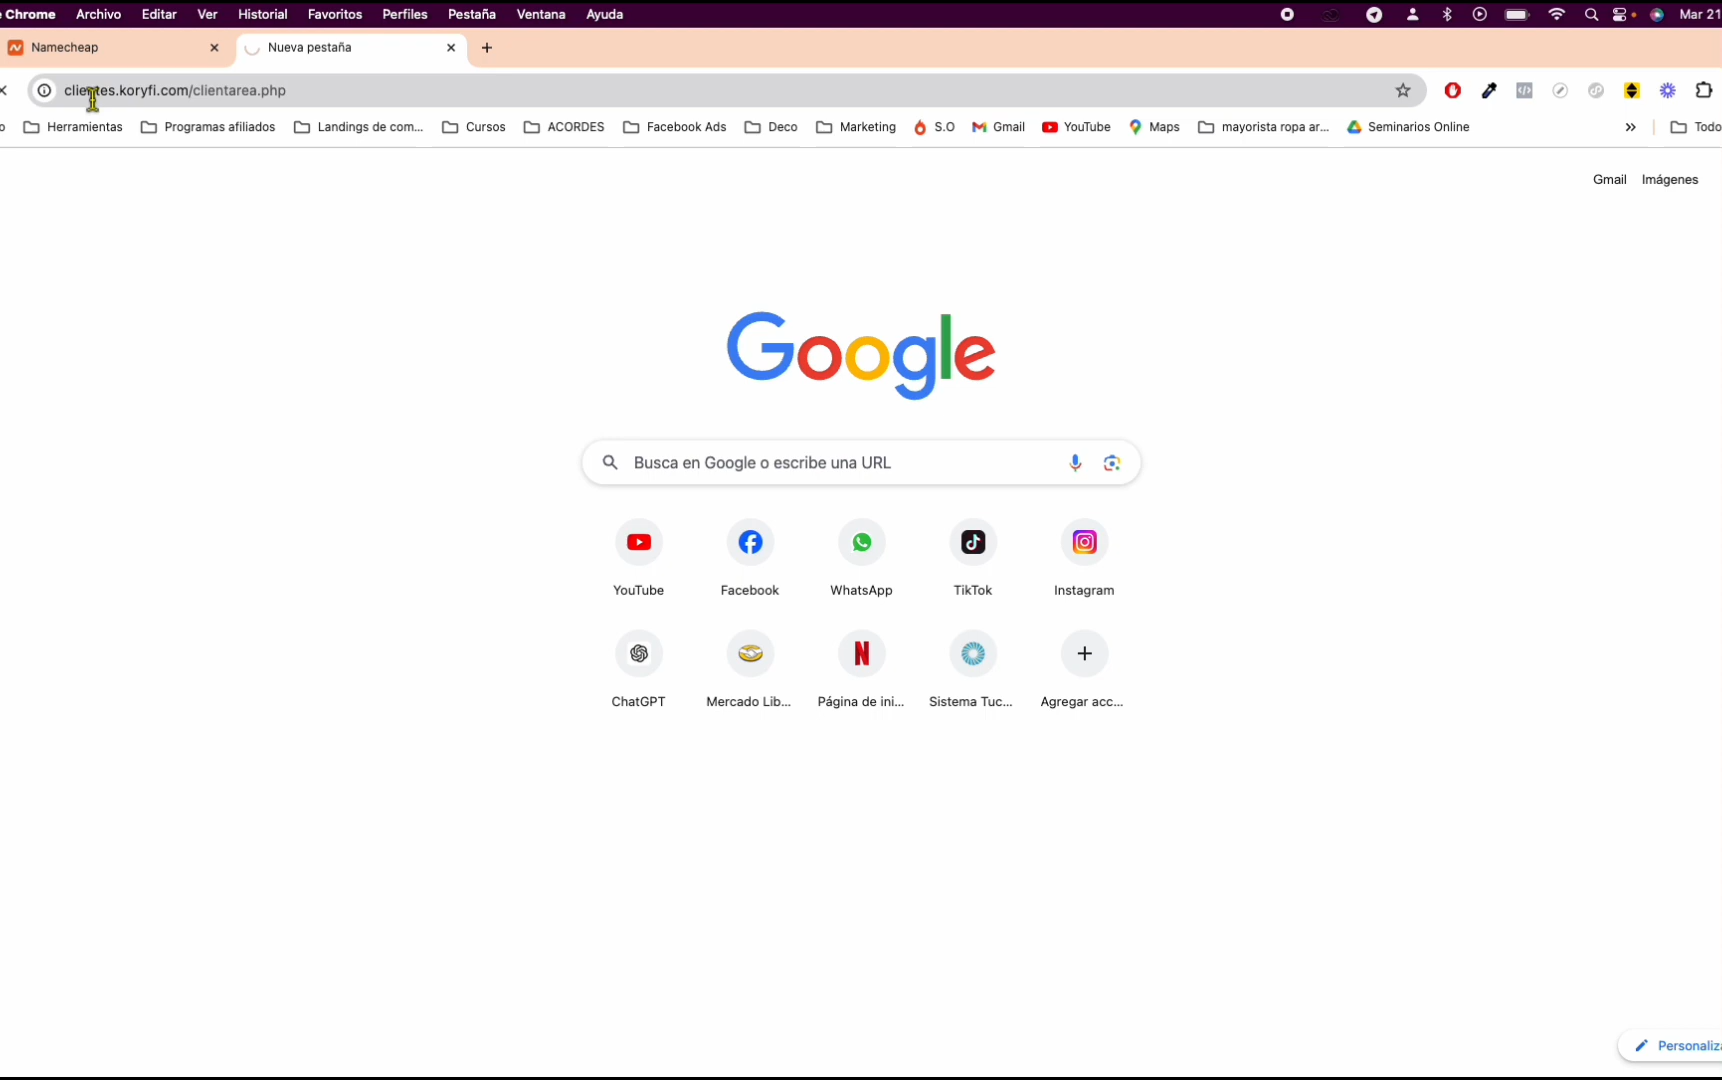 Chrome Archivo Editar Ver Historial Favoritos Perfiles Pestaña Ventana Ayuda Mar 21
Namecheap Nueva pestaña
clientes.koryfi.com/clientarea.php
Herramientas Programas afiliados Landings de com... Cursos ACORDES Facebook Ads Deco Marketing S.O Gmail YouTube Maps mayorista ropa ar... Seminarios Online » Todo
Gmail Imágenes
Google
Busca en Google o escribe una URL
YouTube Facebook WhatsApp TikTok Instagram
ChatGPT Mercado Lib... Página de ini... Sistema Tuc... Agregar acc...
Personaliza